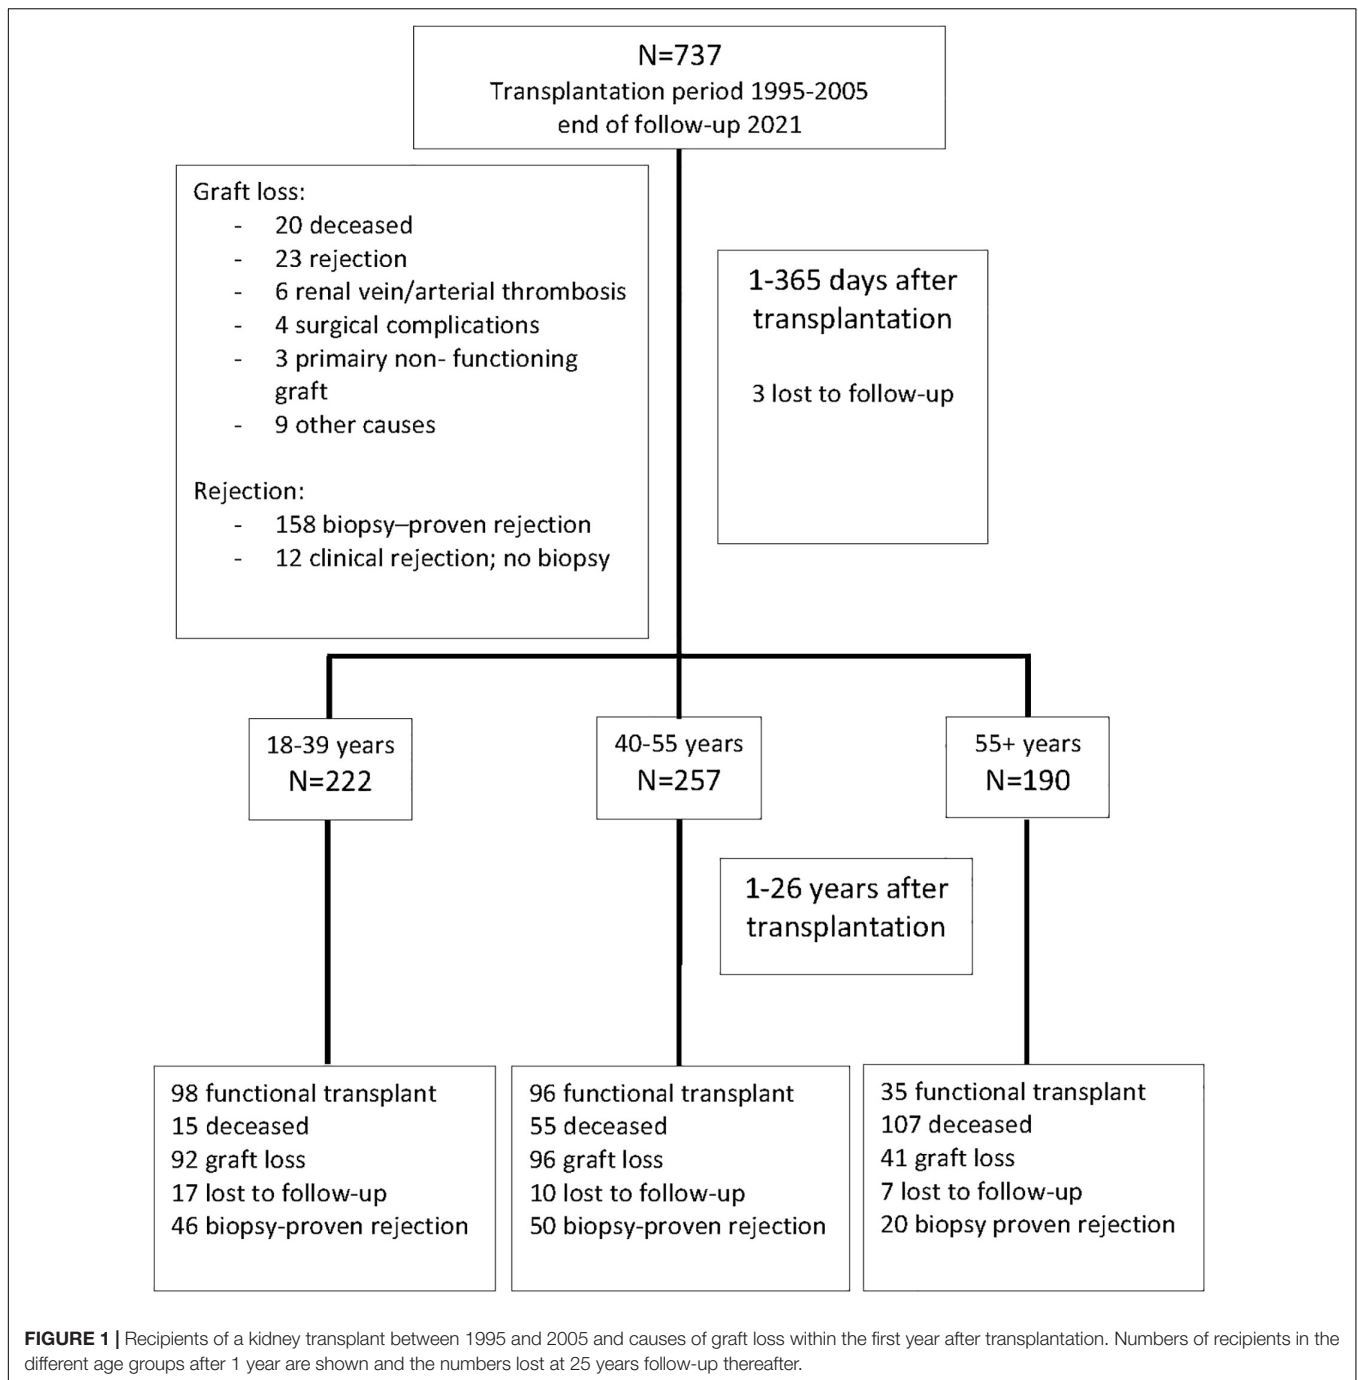 N=737
Transplantation period 1995-2005
end of follow-up 2021
Graft loss:
- 20 deceased
- 23 rejection
- 6 renal vein/arterial thrombosis
- 4 surgical complications
- 3 primairy non- functioning
graft
- 9 other causes
Rejection:
- 158 biopsy–proven rejection
- 12 clinical rejection; no biopsy
1-365 days after
transplantation
3 lost to follow-up
18-39 years
N=222
40-55 years
N=257
55+ years
N=190
1-26 years after
transplantation
98 functional transplant
15 deceased
92 graft loss
17 lost to follow-up
46 biopsy-proven rejection
96 functional transplant
55 deceased
96 graft loss
10 lost to follow-up
50 biopsy-proven rejection
35 functional transplant
107 deceased
41 graft loss
7 lost to follow-up
20 biopsy proven rejection
FIGURE 1 | Recipients of a kidney transplant between 1995 and 2005 and causes of graft loss within the first year after transplantation. Numbers of recipients in the
different age groups after 1 year are shown and the numbers lost at 25 years follow-up thereafter.